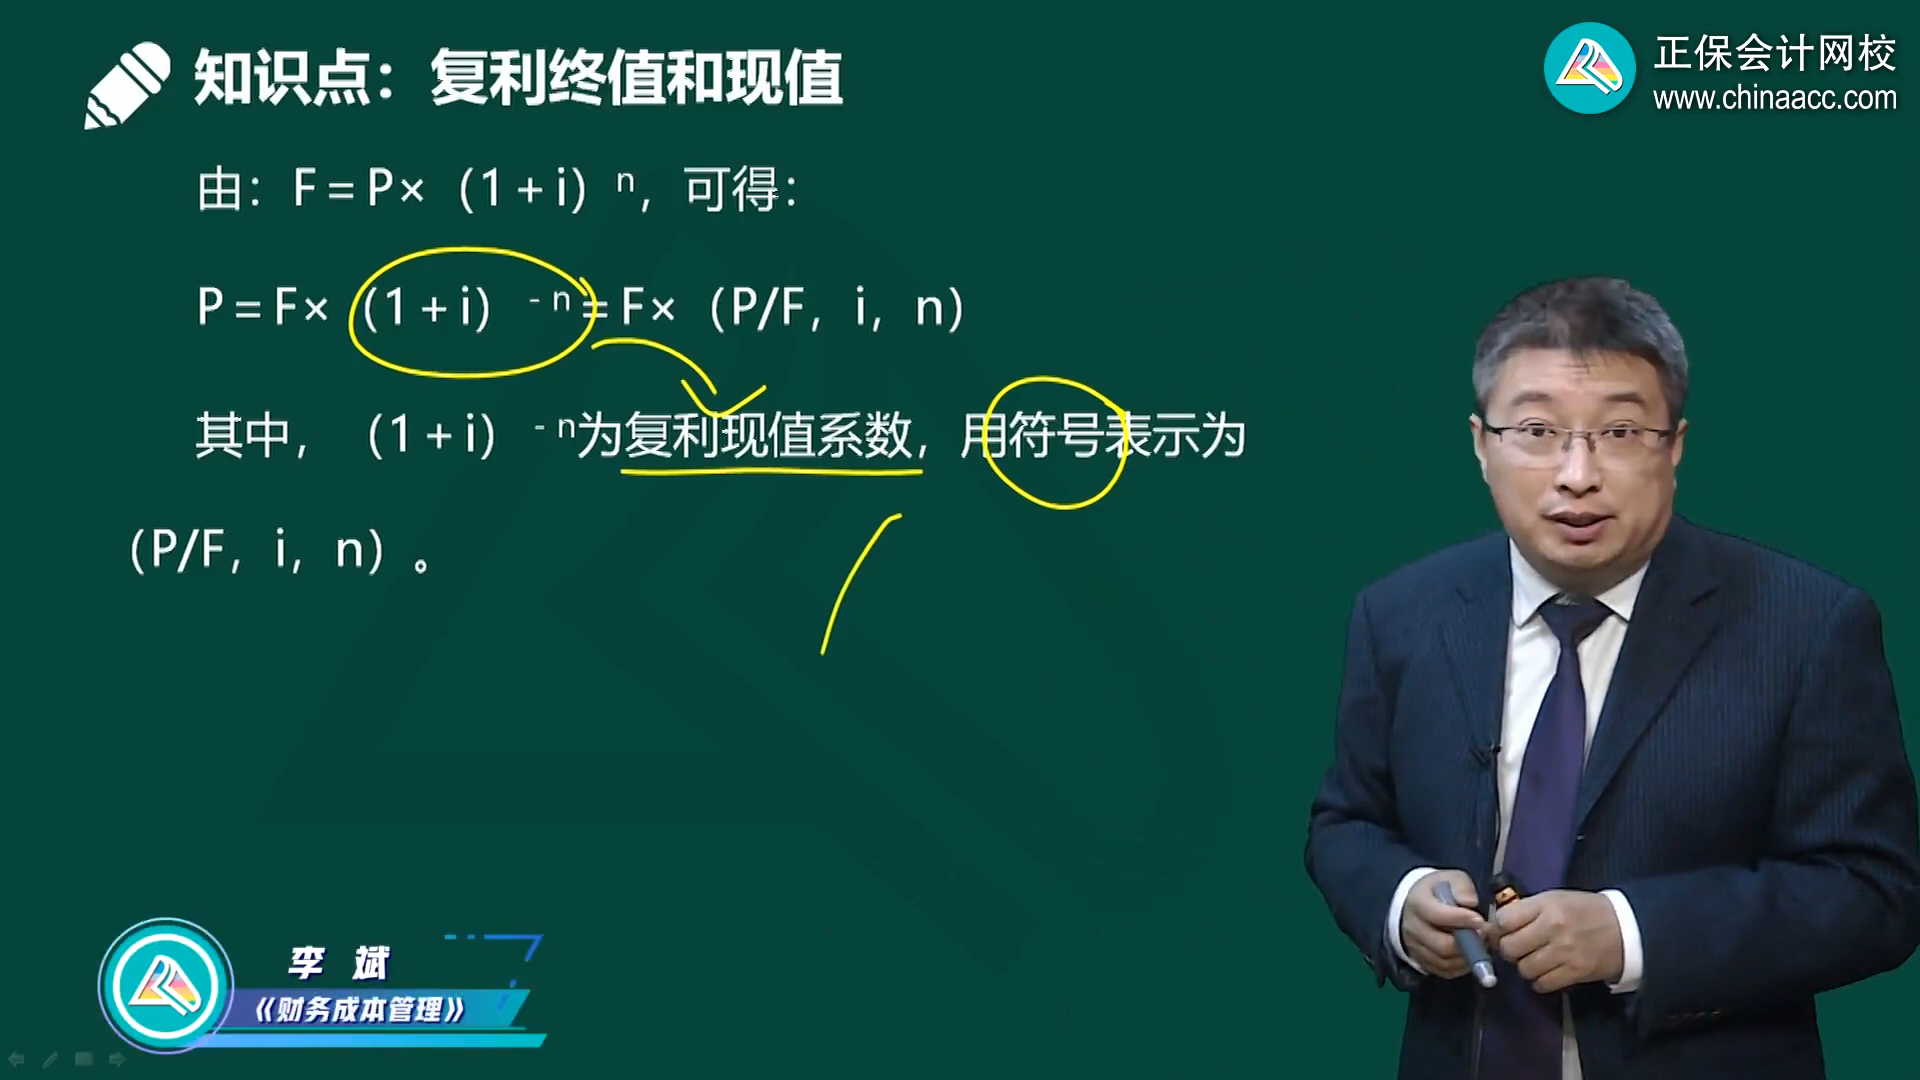 知识点：复利终值和现值
正保会计网校
www.chinaacc.com
由：F＝P×（1＋i）ⁿ，可得：
P＝F×（1＋i）⁻ⁿ＝F×（P/F，i，n）
其中，（1＋i）⁻ⁿ为复利现值系数，用符号表示为
（P/F，i，n）。
李 斌
《财务成本管理》